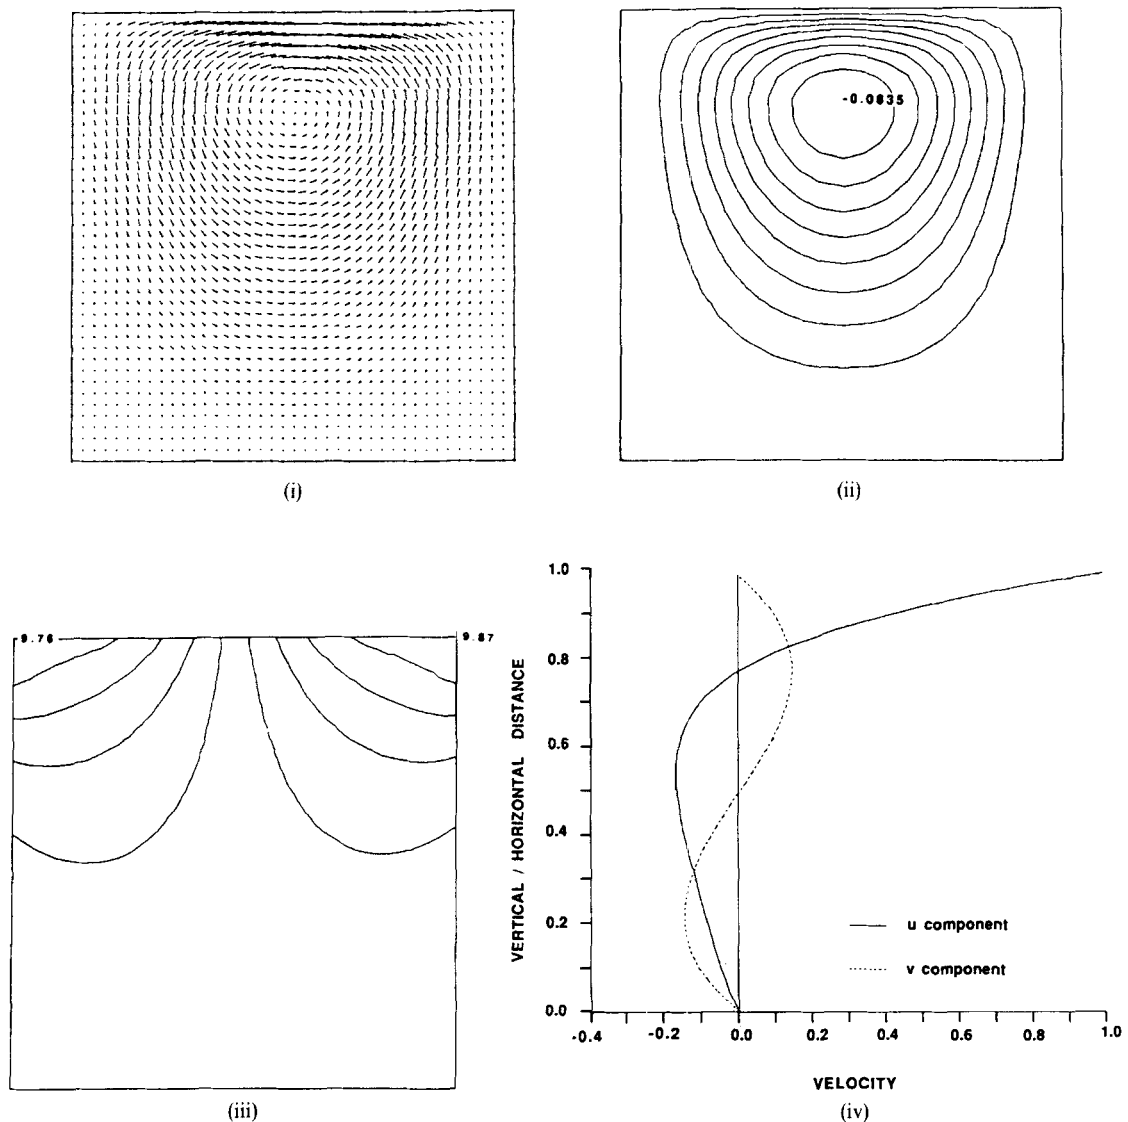 -0.0835
(i)
(ii)
9.76
9.87
(iii)
VERTICAL / HORIZONTAL DISTANCE
1.0
0.8
0.6
0.4
0.2
0.0
-0.4
-0.2
0.0
0.2
0.4
0.6
0.8
1.0
u component
v component
VELOCITY
(iv)